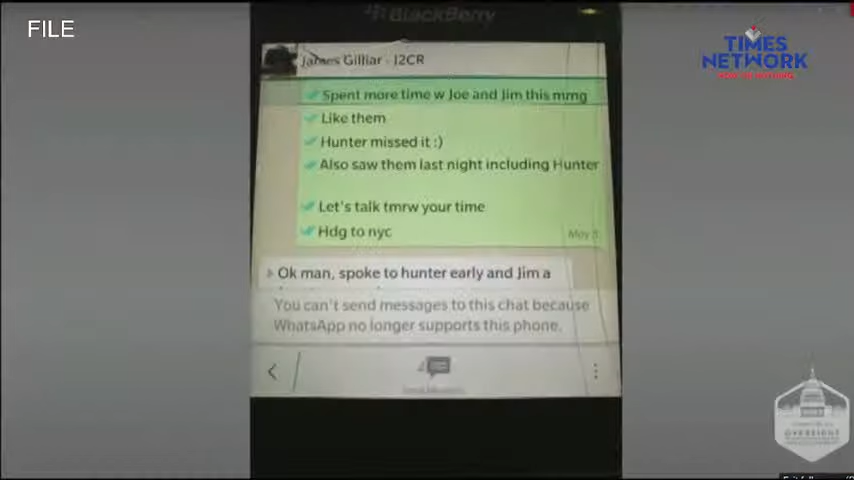 FILE
BlackBerry
TIMES
NETWORK
James Gilliar - J2CR
Spent more time w Joe and Jim this mrng
Like them
Hunter missed it :)
Also saw them last night including Hunter
Let's talk tmrw your time
Hdg to nyc
May 3
Ok man, spoke to hunter early and Jim a
You can't send messages to this chat because
WhatsApp no longer supports this phone.
OVERSIGHT